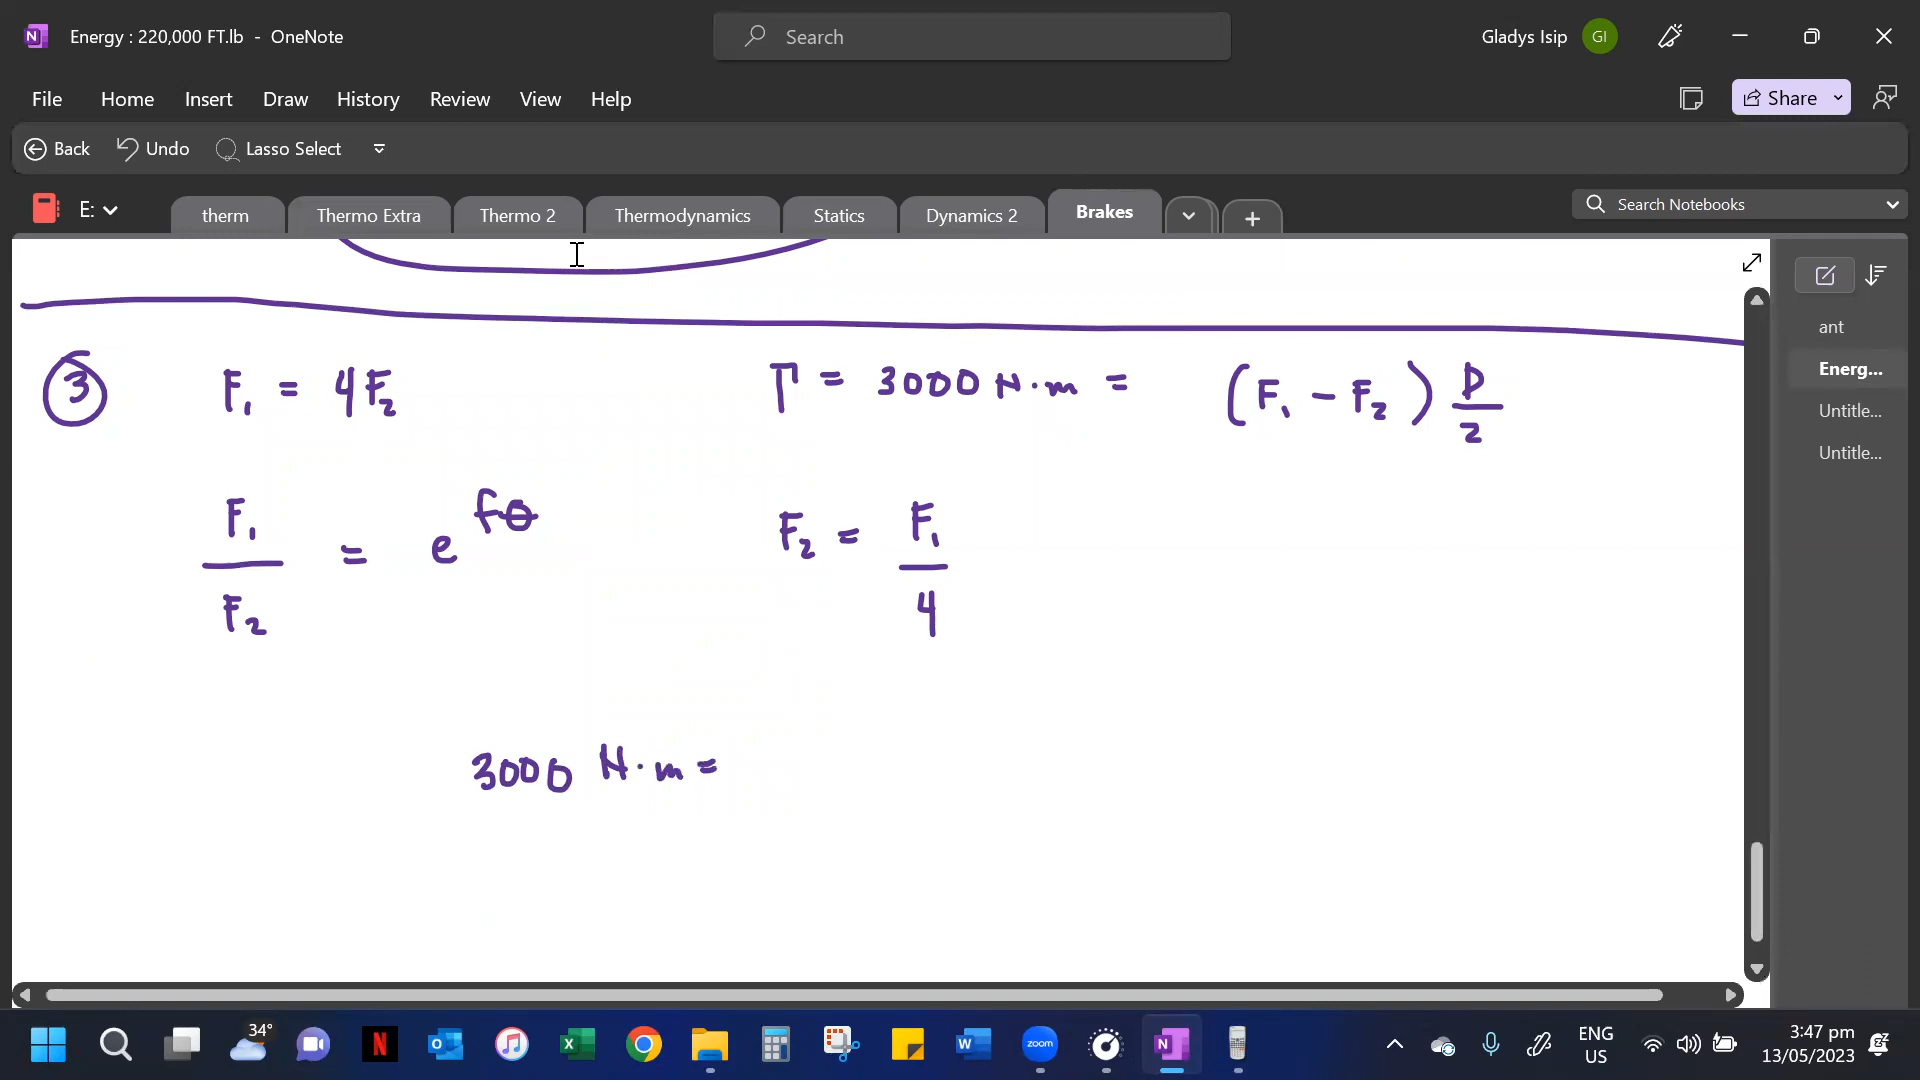 Energy : 220,000 FT.lb - OneNote
Search
Gladys Isip
GI
File Home Insert Draw History Review View Help
Share
Back Undo Lasso Select
E:
therm Thermo Extra Thermo 2 Thermodynamics Statics Dynamics 2 Brakes
Search Notebooks
ant
Energ...
Untitle...
Untitle...
3 F₁ = 4F₂ T = 3000 N·m = (F₁ - F₂) D/2
F₁/F₂ = e^fθ F₂ = F₁/4
3000 N·m =
34°
zoom
ENG
US
3:47 pm
13/05/2023